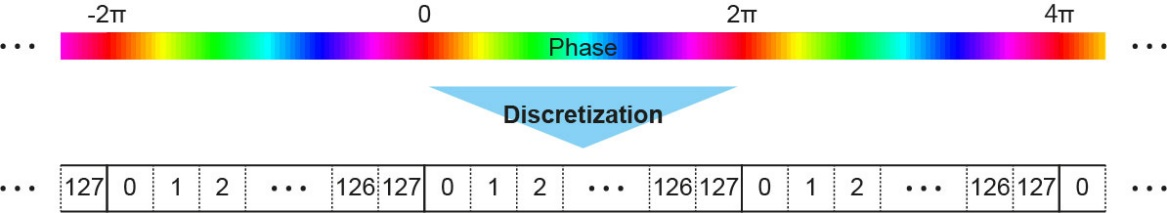 -2π 0 2π 4π
••• Phase •••
Discretization
••• 127 0 1 2 ••• 126 127 0 1 2 ••• 126 127 0 1 2 ••• 126 127 0 •••